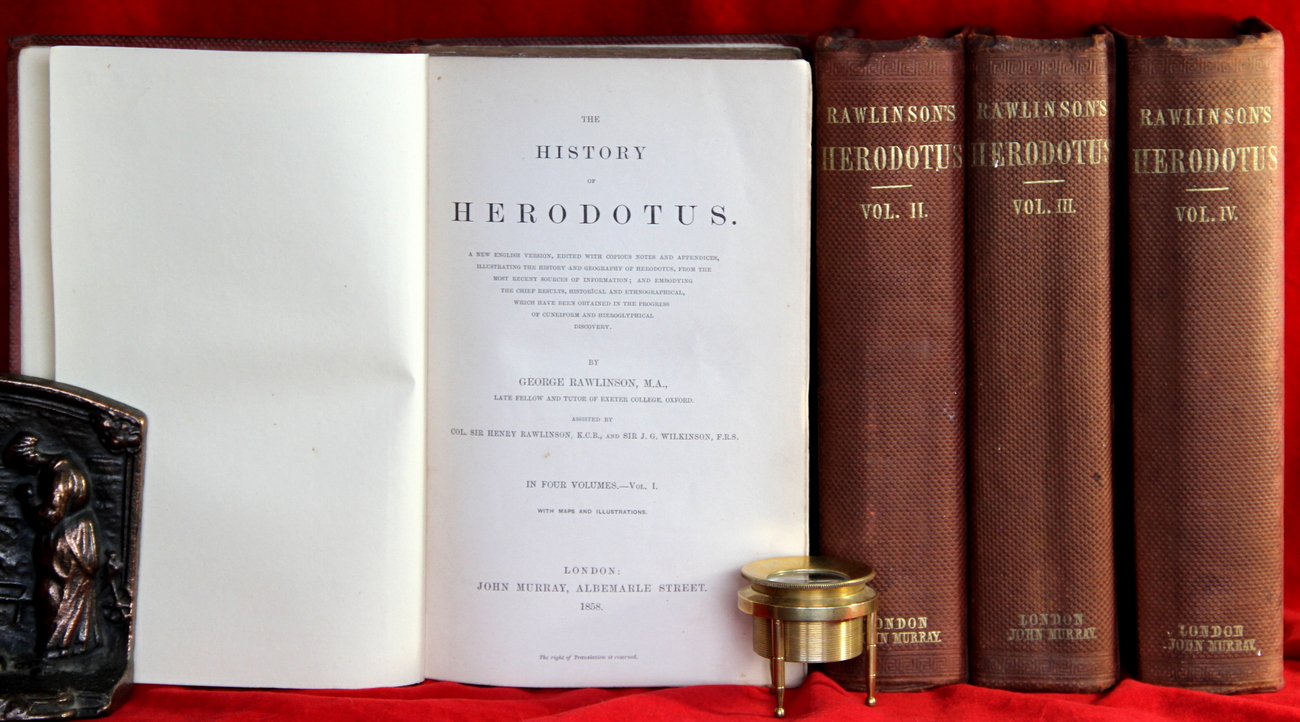 THE
HISTORY
OF
HERODOTUS.
A NEW ENGLISH VERSION, EDITED WITH COPIOUS NOTES AND APPENDICES,
ILLUSTRATING THE HISTORY AND GEOGRAPHY OF HERODOTUS, FROM THE
MOST RECENT SOURCES OF INFORMATION; AND EMBODYING
THE CHIEF RESULTS, HISTORICAL AND ETHNOGRAPHICAL,
WHICH HAVE BEEN OBTAINED IN THE PROGRESS
OF CUNEIFORM AND HIEROGLYPHICAL
DISCOVERY.
BY
GEORGE RAWLINSON, M.A.,
LATE FELLOW AND TUTOR OF EXETER COLLEGE, OXFORD.
ASSISTED BY
COL. SIR HENRY RAWLINSON, K.C.B., AND SIR J. G. WILKINSON, F.R.S.
IN FOUR VOLUMES.—VOL. I.
WITH MAPS AND ILLUSTRATIONS.
LONDON:
JOHN MURRAY, ALBEMARLE STREET.
1858.
The right of Translation is reserved.
RAWLINSON'S
HERODOTUS
VOL. II.
ONDON
N MURRAY.
RAWLINSON'S
HERODOTUS
VOL. III.
LONDON
JOHN MURRAY.
RAWLINSON'S
HERODOTUS
VOL. IV.
LONDON
JOHN MURRAY.